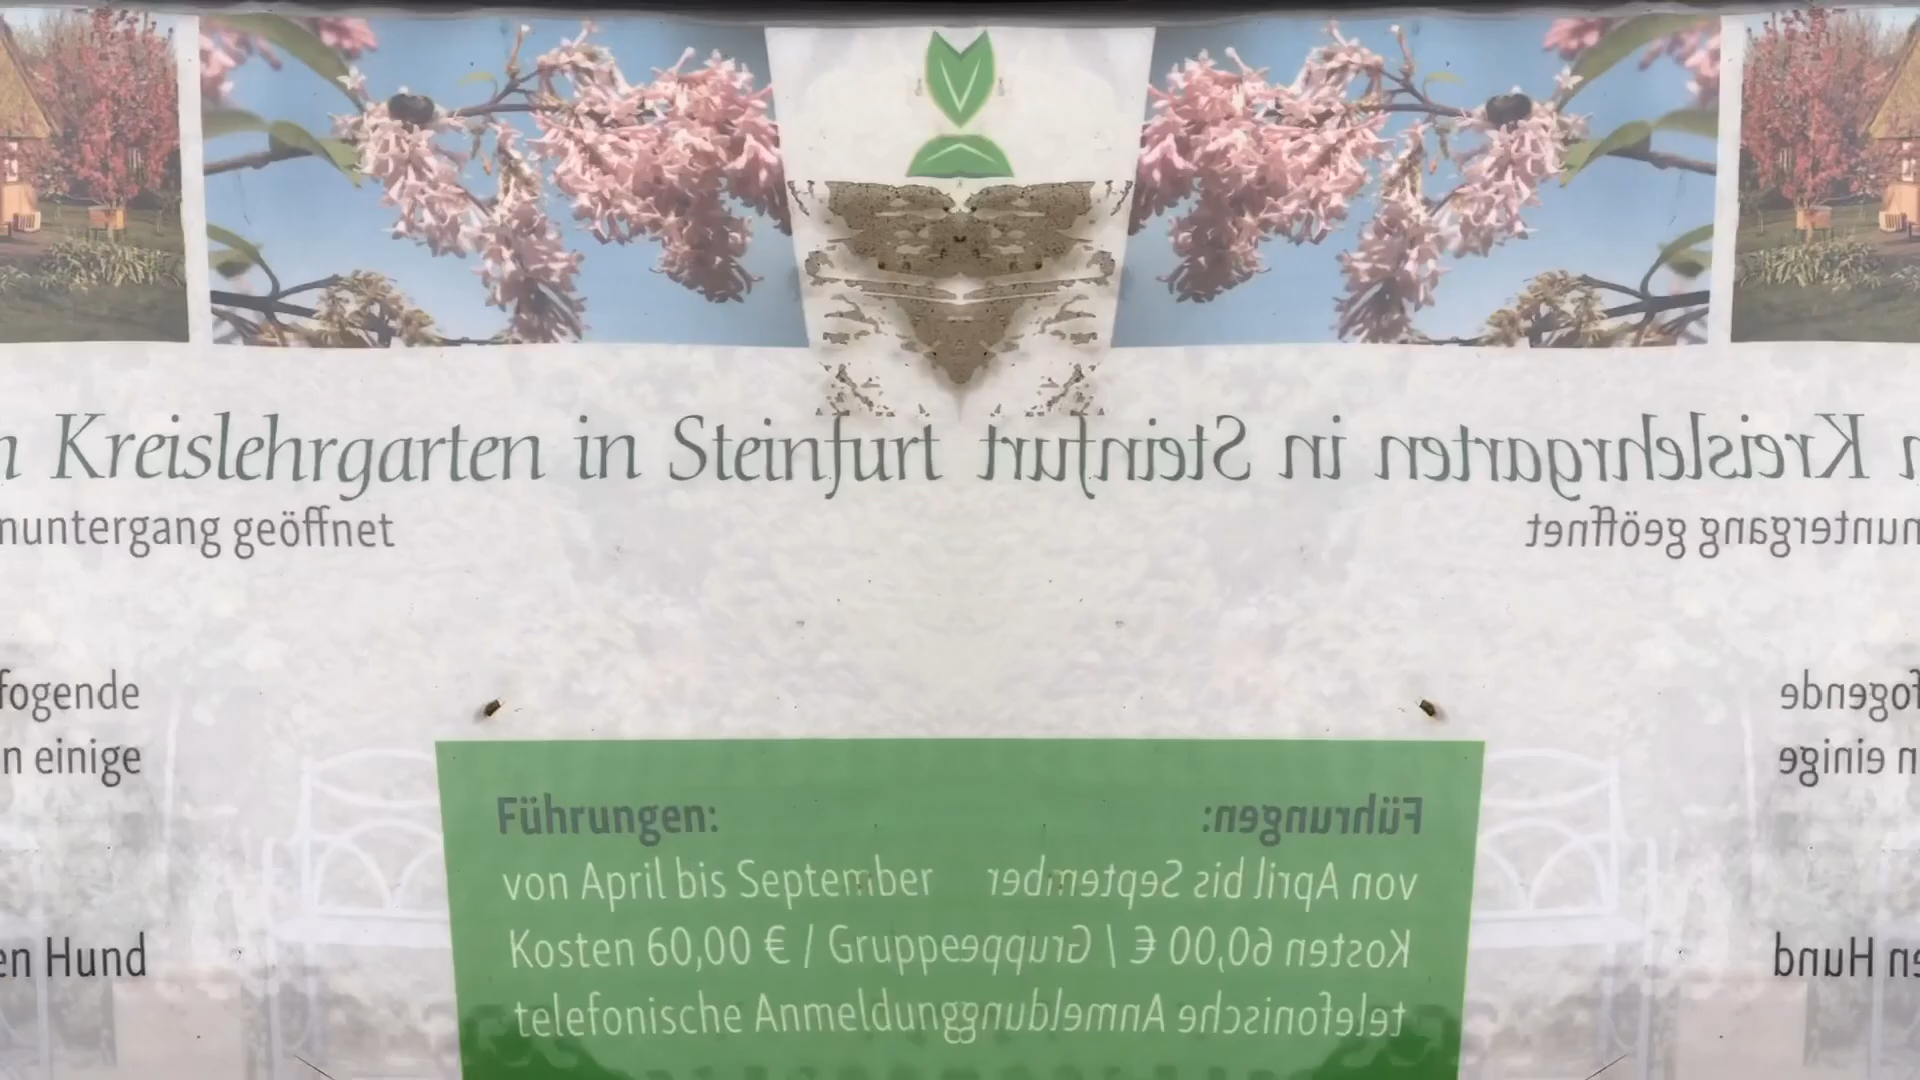 n Kreislehrgarten in Steinfurt
nuntergang geöffnet
fogende
n einige
en Hund
Führungen:
von April bis September
Kosten 60,00 € / Gruppe
telefonische Anmeldung